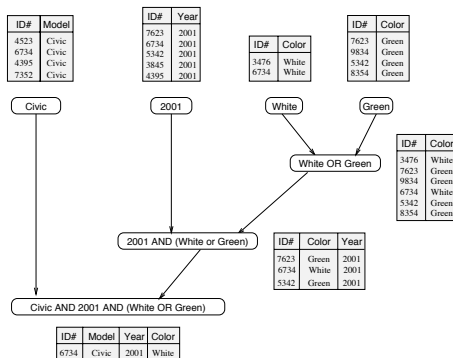 ID# Model
4523 Civic
6734 Civic
4395 Civic
7352 Civic
ID# Year
7623 2001
6734 2001
5342 2001
3845 2001
4395 2001
ID# Color
3476 White
6734 White
ID# Color
7623 Green
9834 Green
5342 Green
8354 Green
Civic
2001
White
Green
White OR Green
ID# Color
3476 White
7623 Green
9834 Green
6734 White
5342 Green
8354 Green
2001 AND (White or Green)
ID# Color Year
7623 Green 2001
6734 White 2001
5342 Green 2001
Civic AND 2001 AND (White OR Green)
ID# Model Year Color
6734 Civic 2001 White